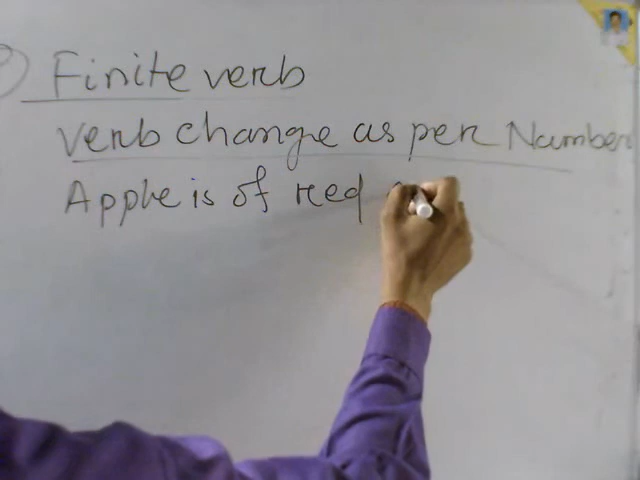 Finite verb
Verb change as per Number
Apple is of red